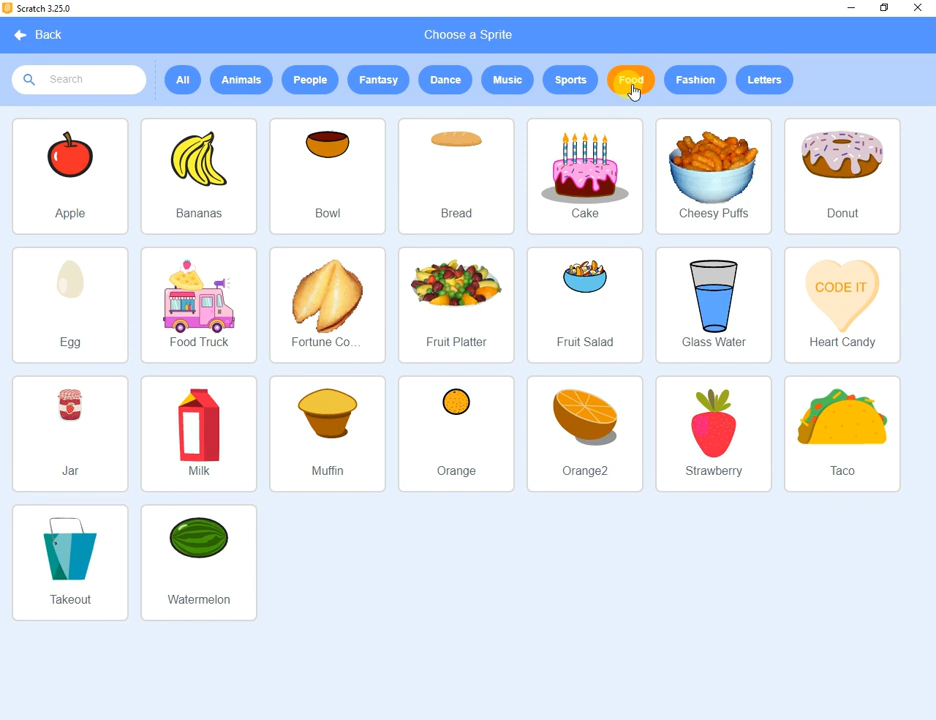 Scratch 3.25.0
Back
Choose a Sprite
Search
All Animals People Fantasy Dance Music Sports Food Fashion Letters
Apple Bananas Bowl Bread Cake Cheesy Puffs Donut
CODE IT
Egg Food Truck Fortune Co... Fruit Platter Fruit Salad Glass Water Heart Candy
Jar Milk Muffin Orange Orange2 Strawberry Taco
Takeout Watermelon